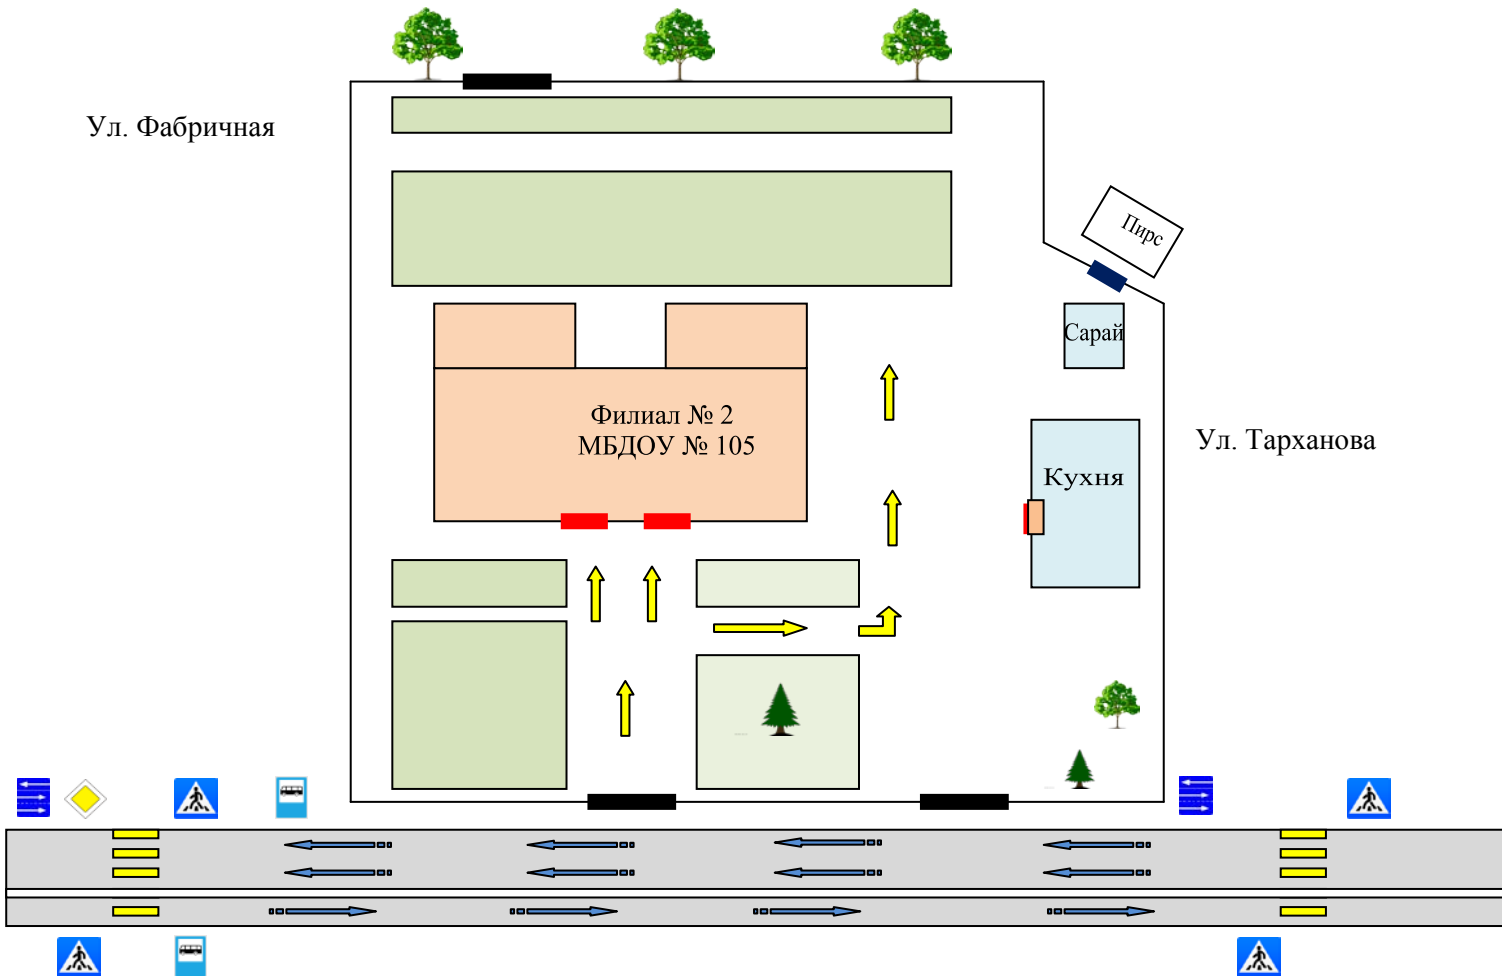 Ул. Фабричная
Пирс
Сарай
Филиал № 2
МБДОУ № 105
Ул. Тарханова
Кухня